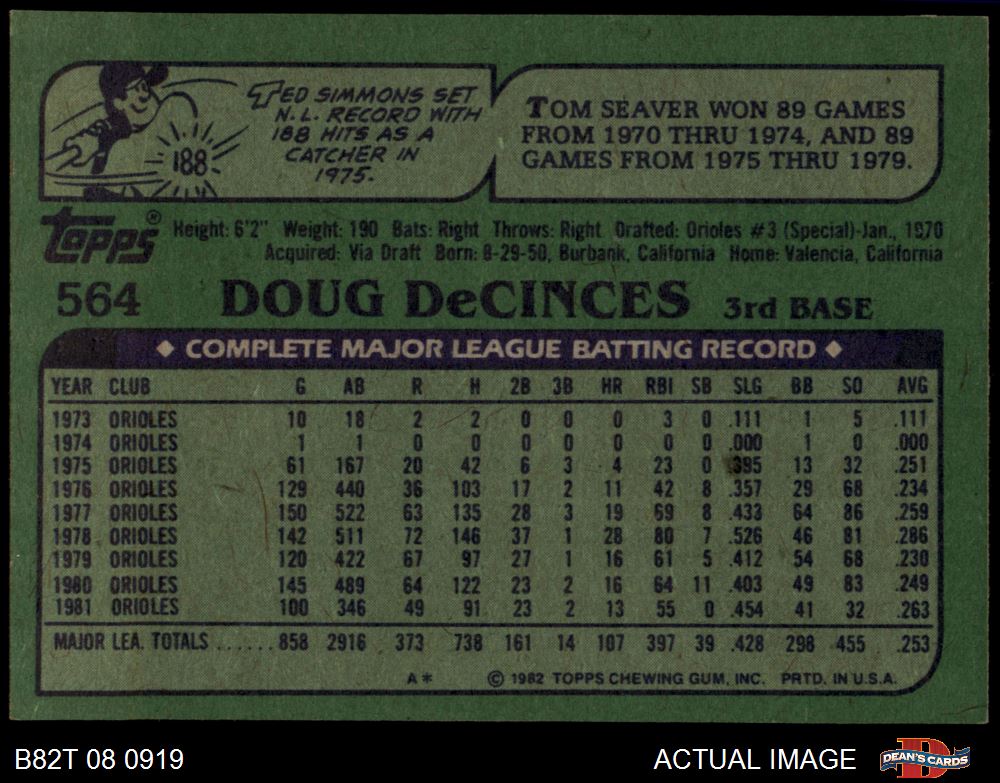 TED SIMMONS SET
N.L. RECORD WITH
188 HITS AS A
CATCHER IN
1975.
188
TOM SEAVER WON 89 GAMES
FROM 1970 THRU 1974, AND 89
GAMES FROM 1975 THRU 1979.
Topps® Height: 6'2" Weight: 190 Bats: Right Throws: Right Drafted: Orioles #3 (Special)-Jan., 1970
Acquired: Via Draft Born: 8-29-50, Burbank, California Home: Valencia, California
564 DOUG DeCINCES 3rd BASE
◆ COMPLETE MAJOR LEAGUE BATTING RECORD ◆
YEAR CLUB G AB R H 2B 3B HR RBI SB SLG BB SO AVG
1973 ORIOLES 10 18 2 2 0 0 0 3 0 .111 1 5 .111
1974 ORIOLES 1 1 0 0 0 0 0 0 0 .000 1 0 .000
1975 ORIOLES 61 167 20 42 6 3 4 23 0 .395 13 32 .251
1976 ORIOLES 129 440 36 103 17 2 11 42 8 .357 29 68 .234
1977 ORIOLES 150 522 63 135 28 3 19 69 8 .433 64 86 .259
1978 ORIOLES 142 511 72 146 37 1 28 80 7 .526 46 81 .286
1979 ORIOLES 120 422 67 97 27 1 16 61 5 .412 54 68 .230
1980 ORIOLES 145 489 64 122 23 2 16 64 11 .403 49 83 .249
1981 ORIOLES 100 346 49 91 23 2 13 55 0 .454 41 32 .263
MAJOR LEA. TOTALS ......858 2916 373 738 161 14 107 397 39 .428 298 455 .253
A* © 1982 TOPPS CHEWING GUM, INC. PRTD. IN U.S.A.
B82T 08 0919 ACTUAL IMAGE DEAN'S CARDS